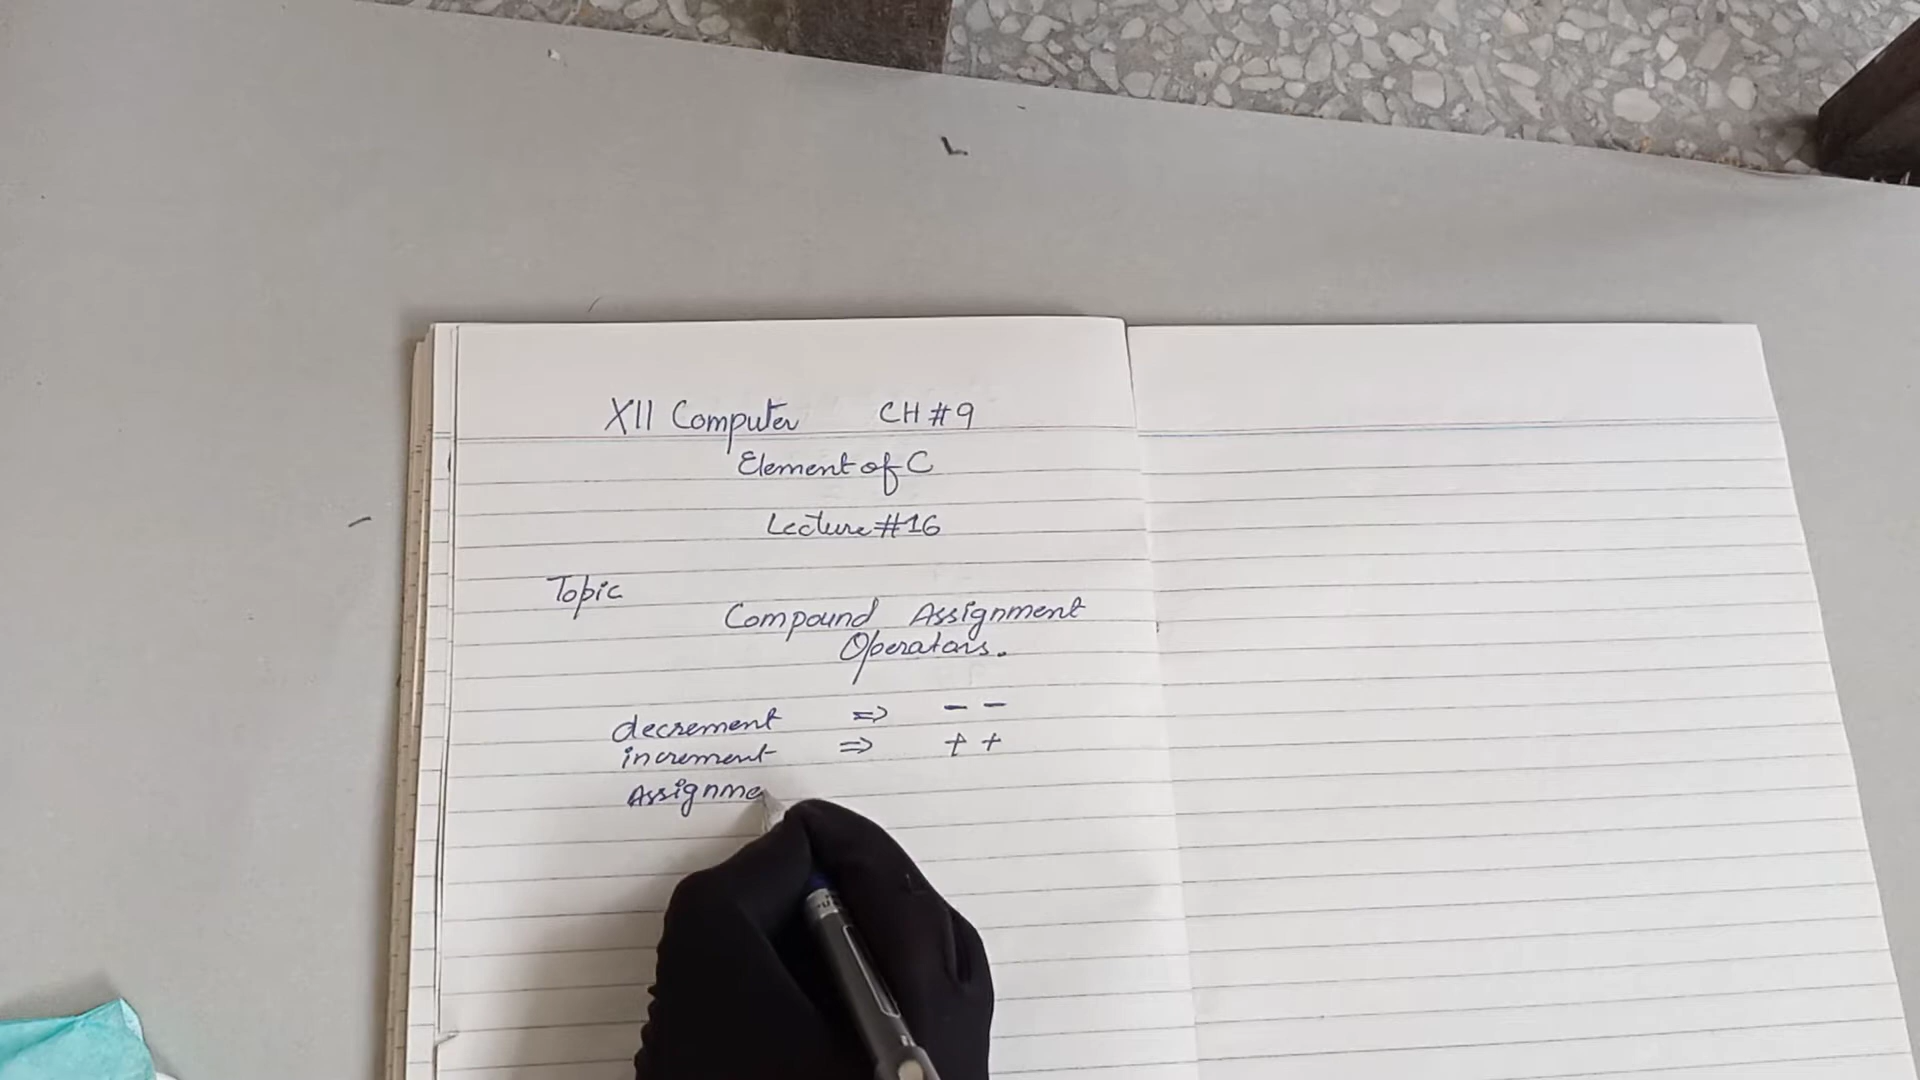 XII Computer CH#9
Element of C
Lecture#16
Topic
Compound Assignment
Operators.
decrement ⇒ - -
increment ⇒ + +
Assignme